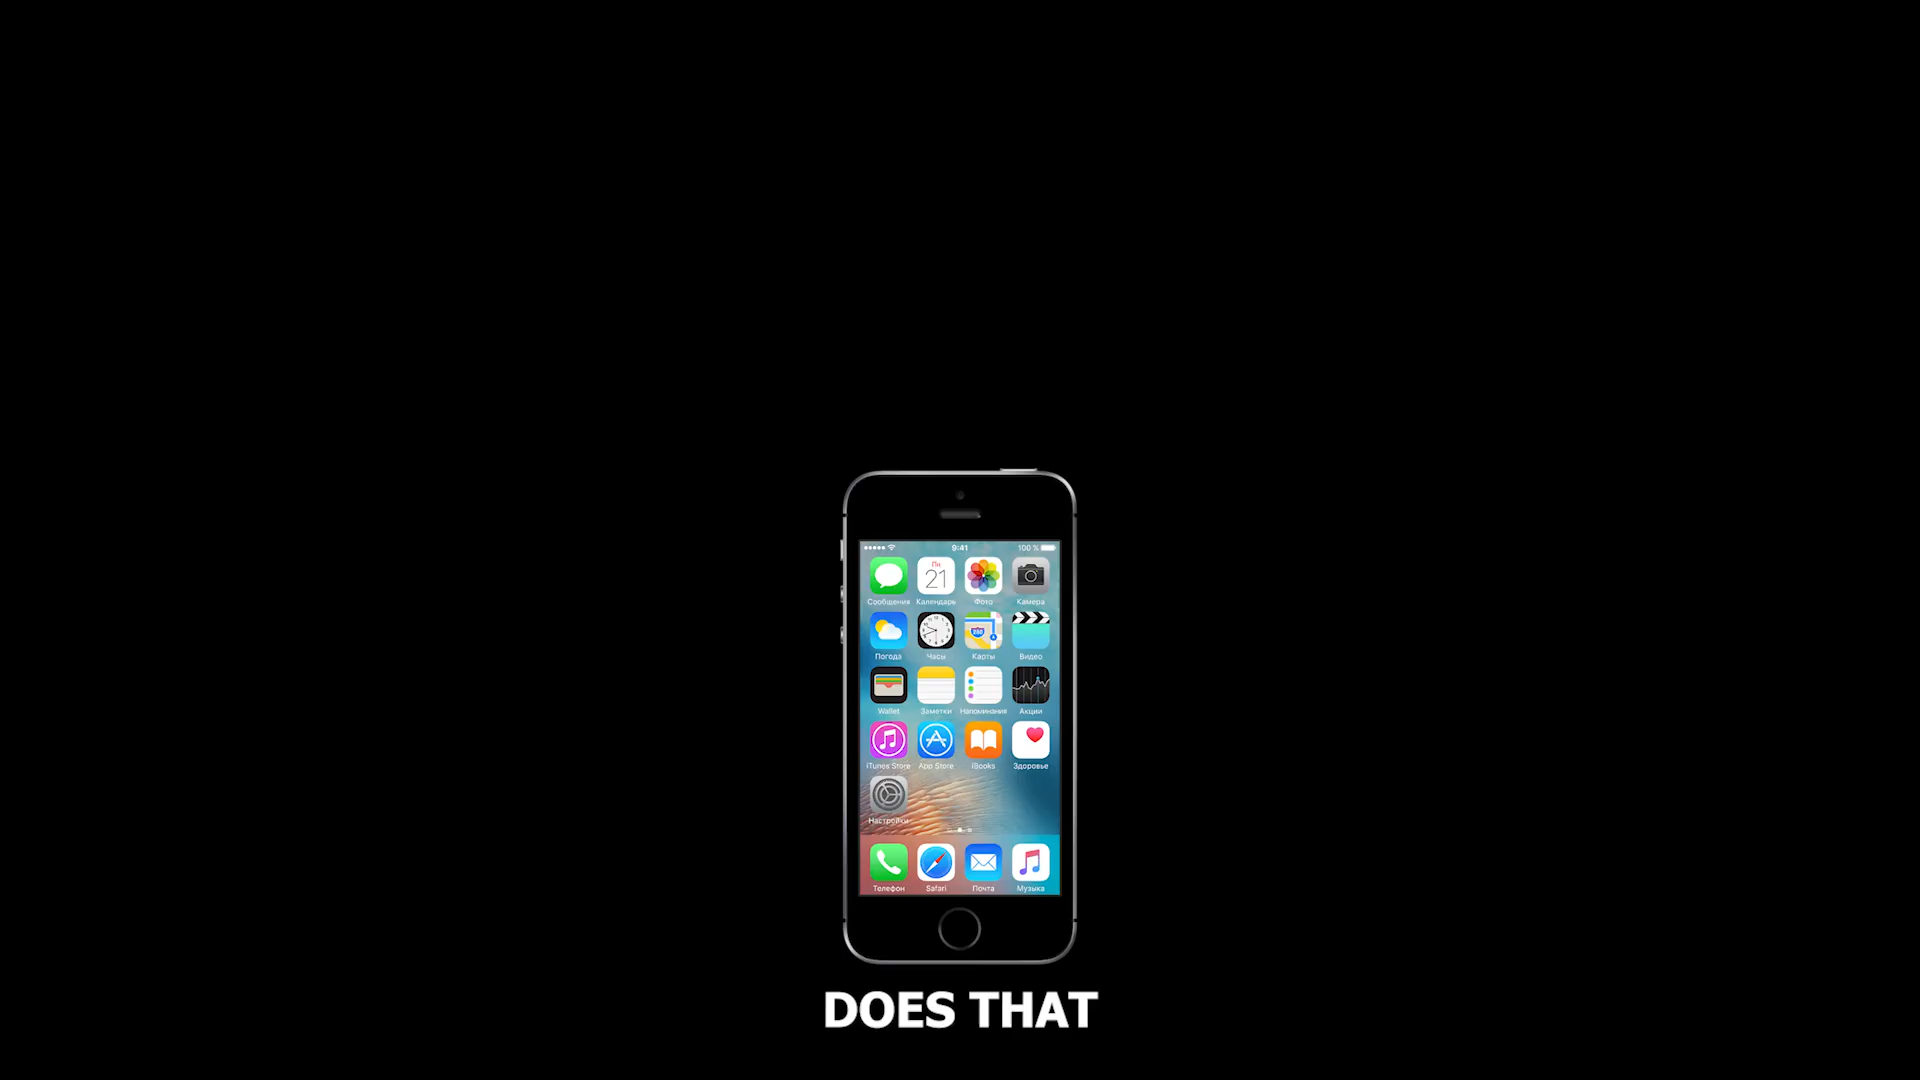 9:41 100 %
Пн
21
Сообщения Календарь Фото Камера
280
Погода Часы Карты Видео
Wallet Заметки Напоминания Акции
iTunes Store App Store iBooks Здоровье
Настройки
Телефон Safari Почта Музыка
DOES THAT